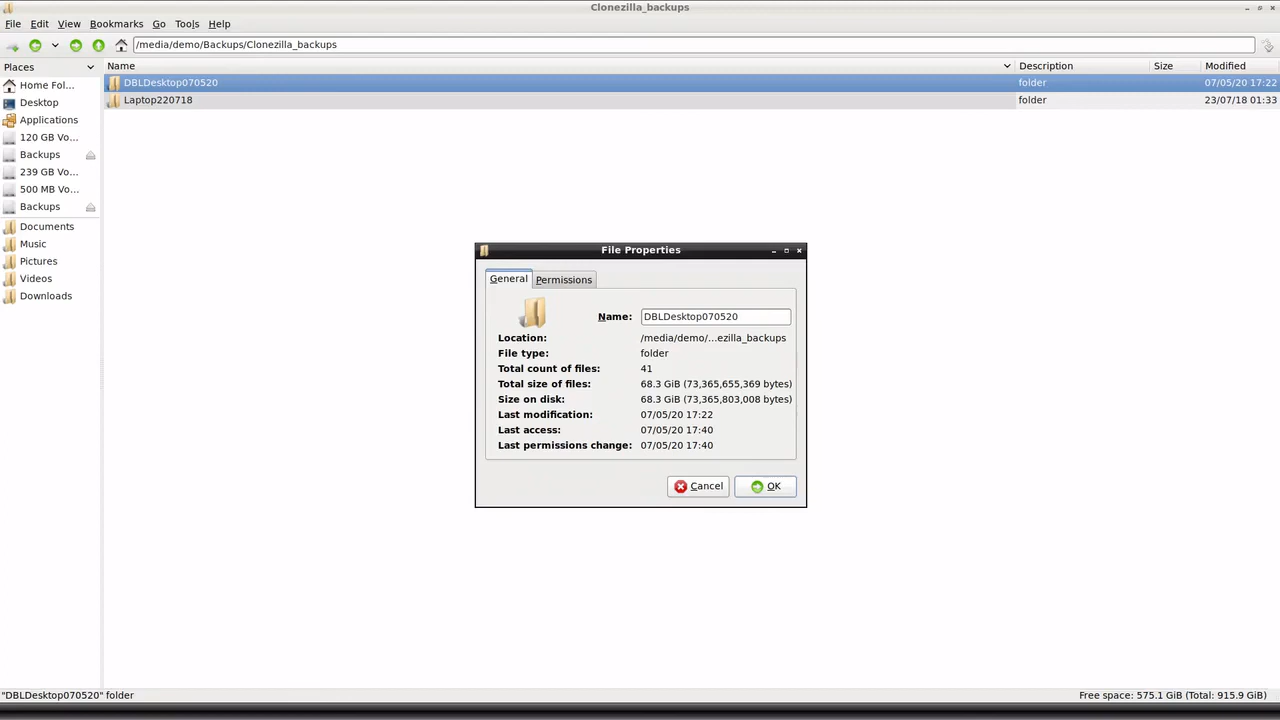 Clonezilla_backups
File Edit View Bookmarks Go Tools Help
/media/demo/Backups/Clonezilla_backups
Places
Home Fol...
Desktop
Applications
120 GB Vo...
Backups
239 GB Vo...
500 MB Vo...
Backups
Documents
Music
Pictures
Videos
Downloads
Name Description Size Modified
DBLDesktop070520 folder 07/05/20 17:22
Laptop220718 folder 23/07/18 01:33
File Properties
General Permissions
Name: DBLDesktop070520
Location: /media/demo/...ezilla_backups
File type: folder
Total count of files: 41
Total size of files: 68.3 GiB (73,365,655,369 bytes)
Size on disk: 68.3 GiB (73,365,803,008 bytes)
Last modification: 07/05/20 17:22
Last access: 07/05/20 17:40
Last permissions change: 07/05/20 17:40
Cancel OK
"DBLDesktop070520" folder Free space: 575.1 GiB (Total: 915.9 GiB)